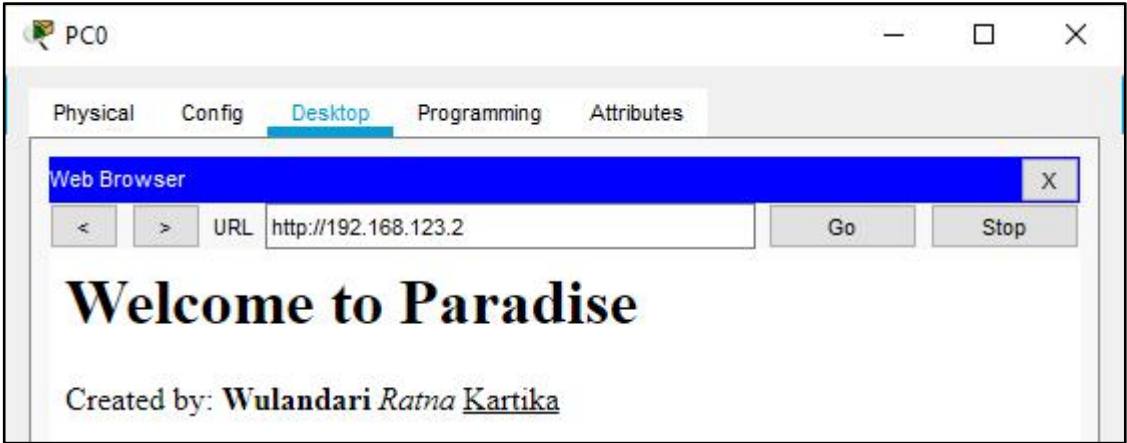 PC0
Physical Config Desktop Programming Attributes
Web Browser X
< > URL http://192.168.123.2 Go Stop
Welcome to Paradise
Created by: Wulandari Ratna Kartika